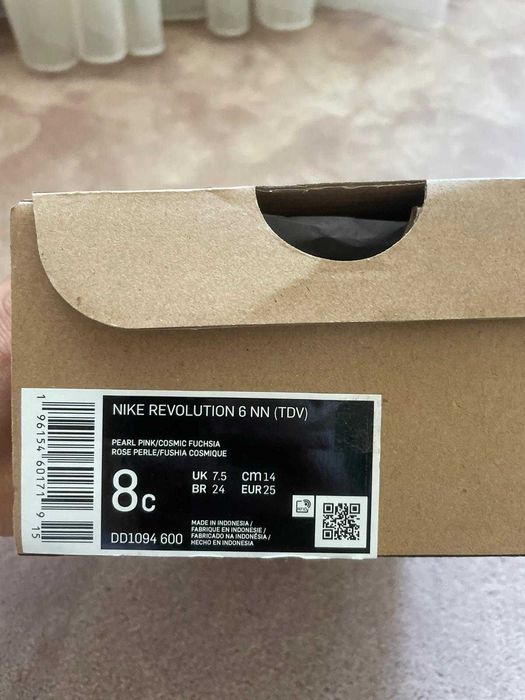 NIKE REVOLUTION 6 NN (TDV)
PEARL PINK/COSMIC FUCHSIA
ROSE PERLE/FUSHIA COSMIQUE
8C
UK 7.5 CM 14
BR 24 EUR 25
DD1094 600
MADE IN INDONESIA /
FABRIQUE EN INDONESIE /
FABRICADO NA INDONÉSIA /
HECHO EN INDONESIA
RFID
1 96154 60171 9 15